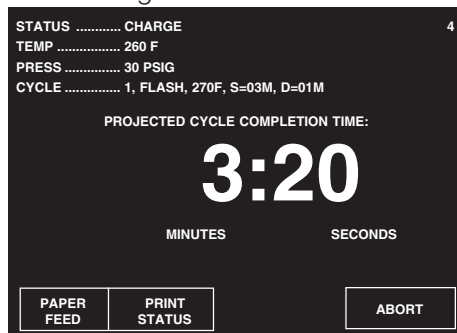 STATUS ........... CHARGE 4
TEMP ................ 260 F
PRESS .............. 30 PSIG
CYCLE .............. 1, FLASH, 270F, S=03M, D=01M
PROJECTED CYCLE COMPLETION TIME:
3:20
MINUTES SECONDS
PAPER FEED PRINT STATUS ABORT